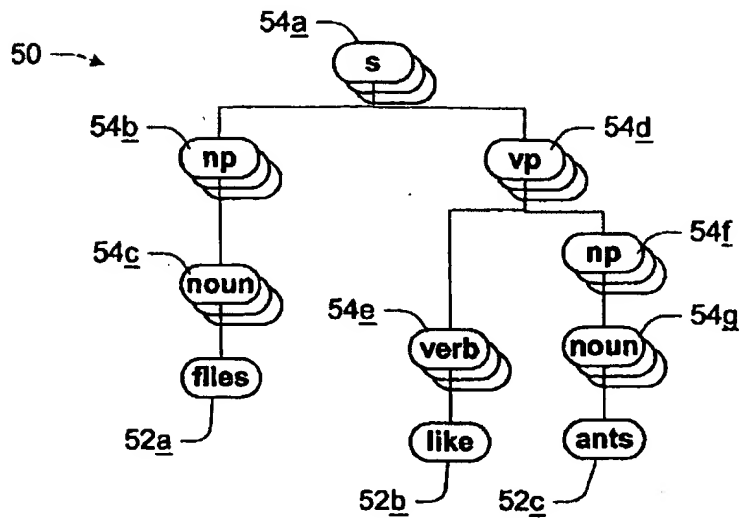 54a
50
s
54b
54d
np
vp
54c
54f
np
noun
54e
54g
verb
noun
files
52a
like
ants
52b
52c